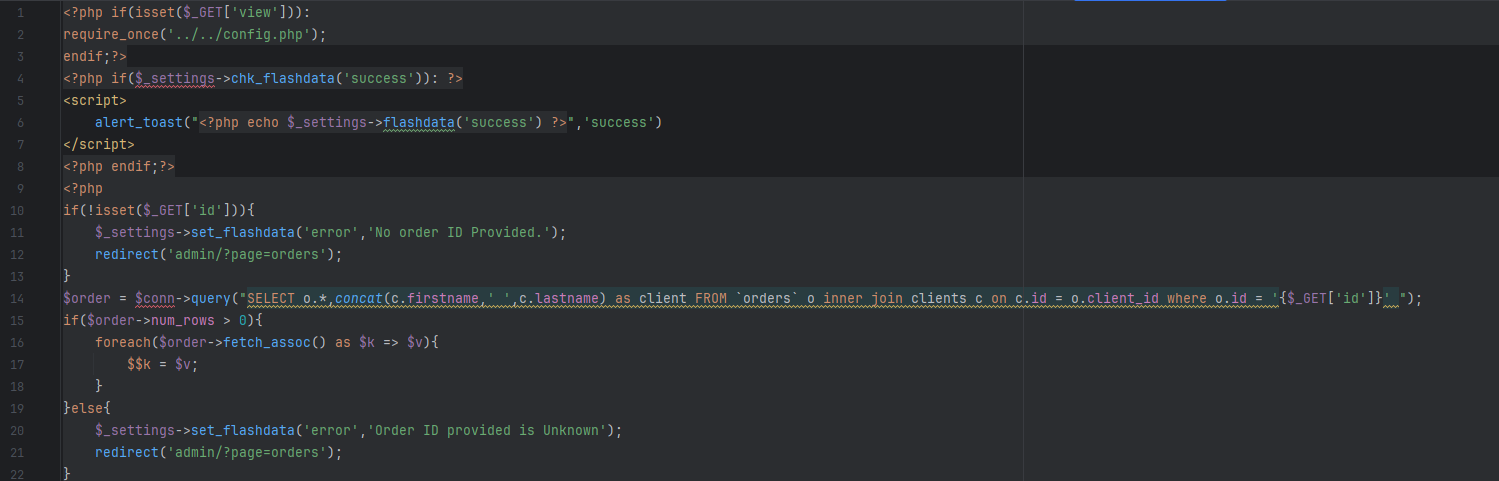 1 <?php if(isset($_GET['view'])):
2 require_once('../../config.php');
3 endif;?>
4 <?php if($_settings->chk_flashdata('success')): ?>
5 <script>
6     alert_toast("<?php echo $_settings->flashdata('success') ?>",'success')
7 </script>
8 <?php endif;?>
9 <?php
10 if(!isset($_GET['id'])){
11     $_settings->set_flashdata('error','No order ID Provided.');
12     redirect('admin/?page=orders');
13 }
14 $order = $conn->query("SELECT o.*,concat(c.firstname,' ',c.lastname) as client FROM `orders` o inner join clients c on c.id = o.client_id where o.id = '{$_GET['id']}' ");
15 if($order->num_rows > 0){
16     foreach($order->fetch_assoc() as $k => $v){
17         $$k = $v;
18     }
19 }else{
20     $_settings->set_flashdata('error','Order ID provided is Unknown');
21     redirect('admin/?page=orders');
22 }